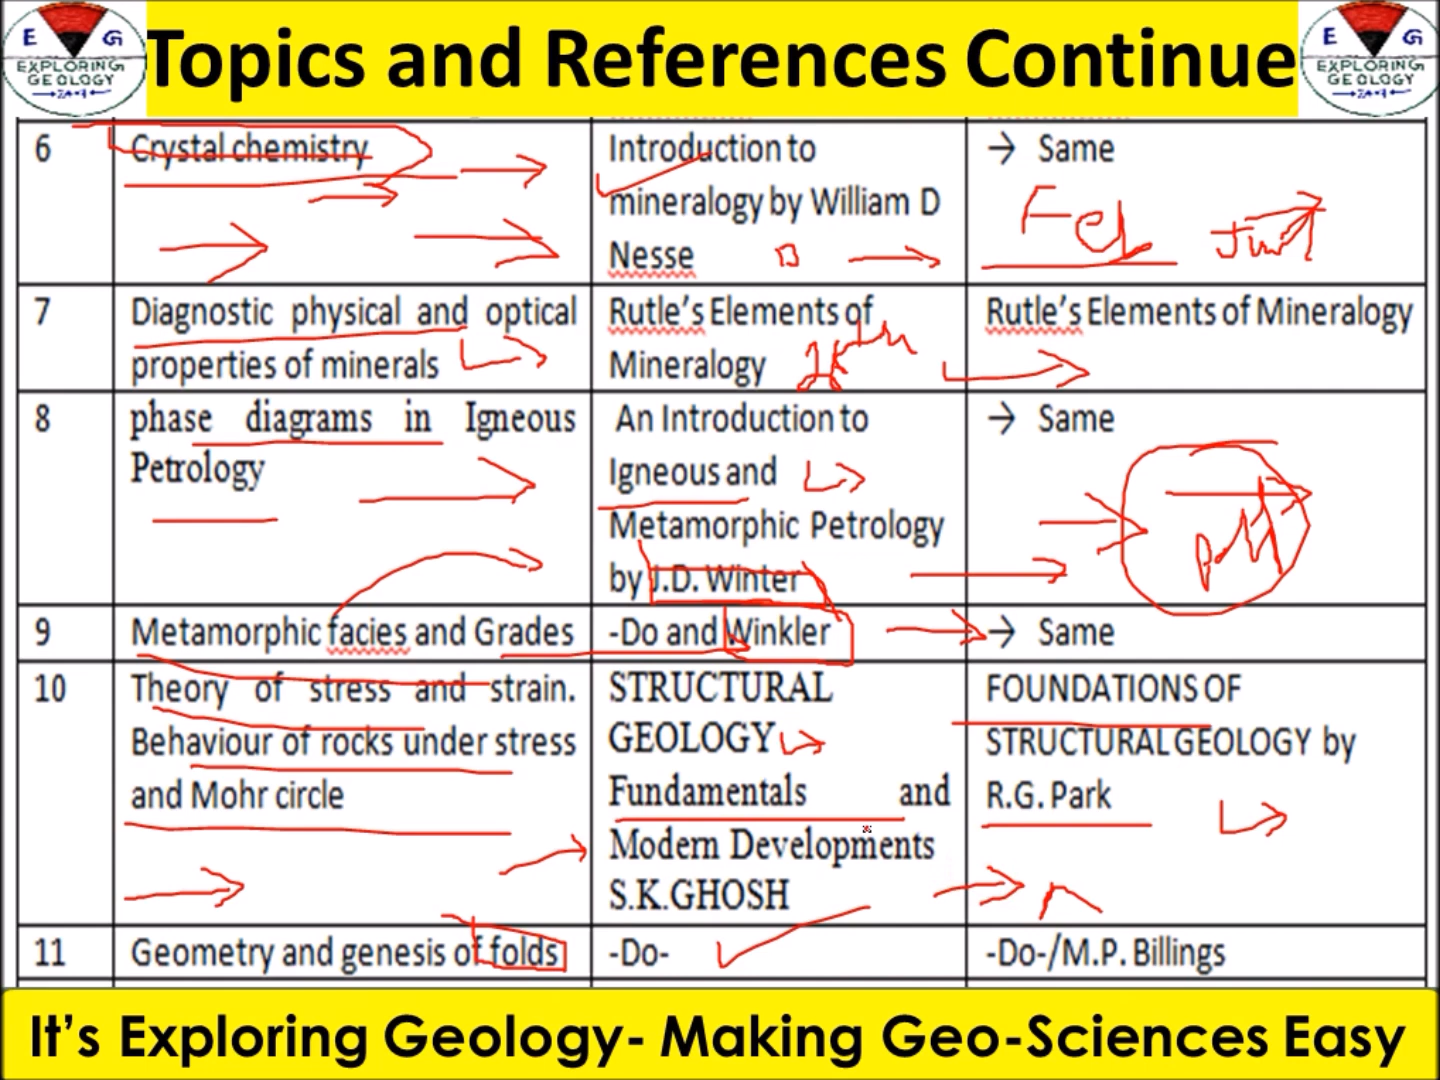 E G
EXPLORING
GEOLOGY
Topics and References Continue
E G
EXPLORING
GEOLOGY
6
Crystal chemistry
Introduction to
mineralogy by William D
Nesse
→ Same
7
Diagnostic physical and optical
properties of minerals
Rutle's Elements of
Mineralogy
Rutle's Elements of Mineralogy
8
phase diagrams in Igneous
Petrology
An Introduction to
Igneous and
Metamorphic Petrology
by J.D. Winter
→ Same
9
Metamorphic facies and Grades
-Do and Winkler
→ Same
10
Theory of stress and strain.
Behaviour of rocks under stress
and Mohr circle
STRUCTURAL
GEOLOGY
Fundamentals and
Modern Developments
S.K.GHOSH
FOUNDATIONS OF
STRUCTURAL GEOLOGY by
R.G. Park
11
Geometry and genesis of folds
-Do-
-Do-/M.P. Billings
It's Exploring Geology- Making Geo-Sciences Easy